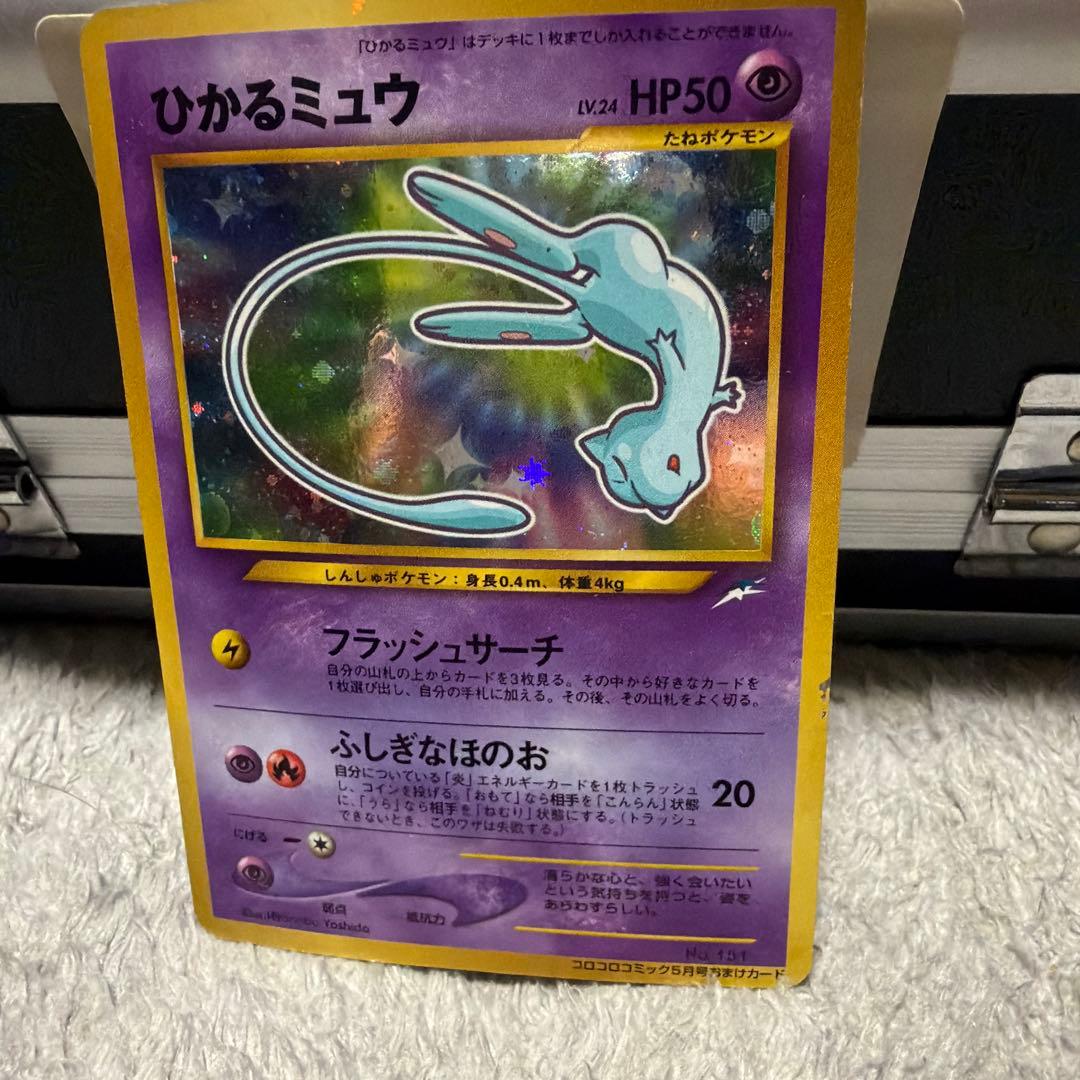 「ひかるミュウ」はデッキに1枚までしか入れることができません。
ひかるミュウ
LV.24 HP50
たねポケモン
しんしゅポケモン：身長0.4m、体重4kg
フラッシュサーチ
自分の山札の上からカードを3枚見る。その中から好きなカードを
1枚選び出し、自分の手札に加える。その後、その山札をよく切る。
ふしぎなほのお
自分についている「炎」エネルギーカードを1枚トラッシュ
し、コインを投げる。「おもて」なら相手を「こんらん」状態
に、「うら」なら相手を「ねむり」状態にする。（トラッシュ
できないとき、このワザは失敗する。）
20
にげる
弱点
抵抗力
清らかな心と、強く会いたい
という気持ちを持つと、姿を
あらわすらしい。
Yoshida
No. 151
コロコロコミック5月号おまけカード